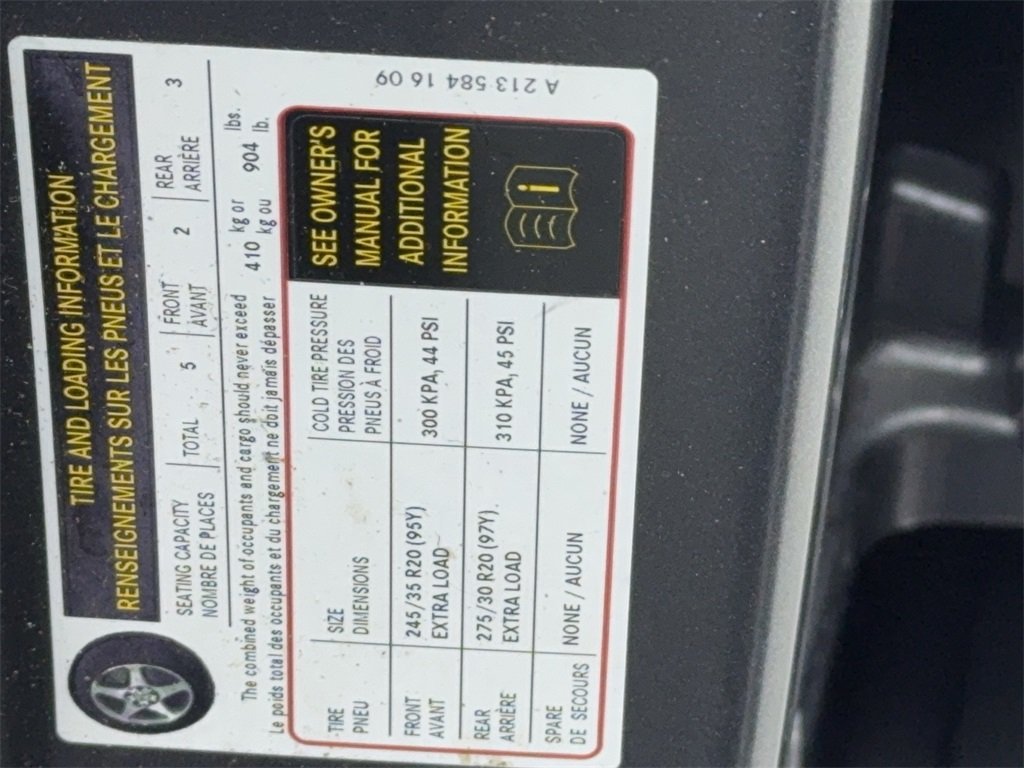 TIRE AND LOADING INFORMATION
RENSEIGNEMENTS SUR LES PNEUS ET LE CHARGEMENT
SEATING CAPACITY TOTAL 5 FRONT 2 REAR 3
NOMBRE DE PLACES AVANT ARRIÈRE
The combined weight of occupants and cargo should never exceed 410 kg or 904 lbs.
Le poids total des occupants et du chargement ne doit jamais dépasser kg ou lb.
TIRE SIZE COLD TIRE PRESSURE
PNEU DIMENSIONS PRESSION DES
PNEUS À FROID
FRONT 245/35 R20 (95Y) 300 KPA, 44 PSI
AVANT EXTRA LOAD
REAR 275/30 R20 (97Y) 310 KPA, 45 PSI
ARRIÈRE EXTRA LOAD
SPARE NONE / AUCUN NONE / AUCUN
DE SECOURS
SEE OWNER'S
MANUAL FOR
ADDITIONAL
INFORMATION
i
A 213 584 16 09